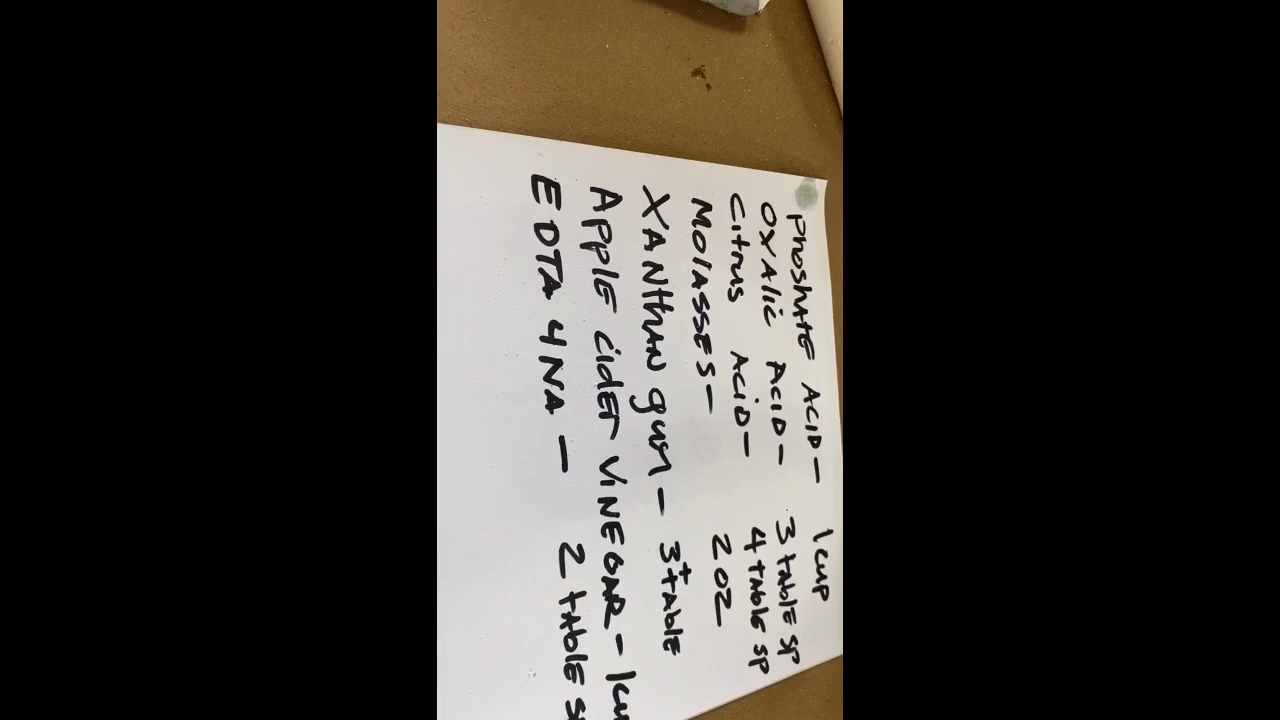 PhOSHATE ACID - 1 cup
OXALIC ACID - 3 tABLE SP
Citrus ACiD - 4 tABLE SP
MOLASSES - 2 OZ
XANthAN gum - 3+ tABLE
APPLE cidEr VINEGAR - 1cu
EDTA 4NA - 2 tABLE S